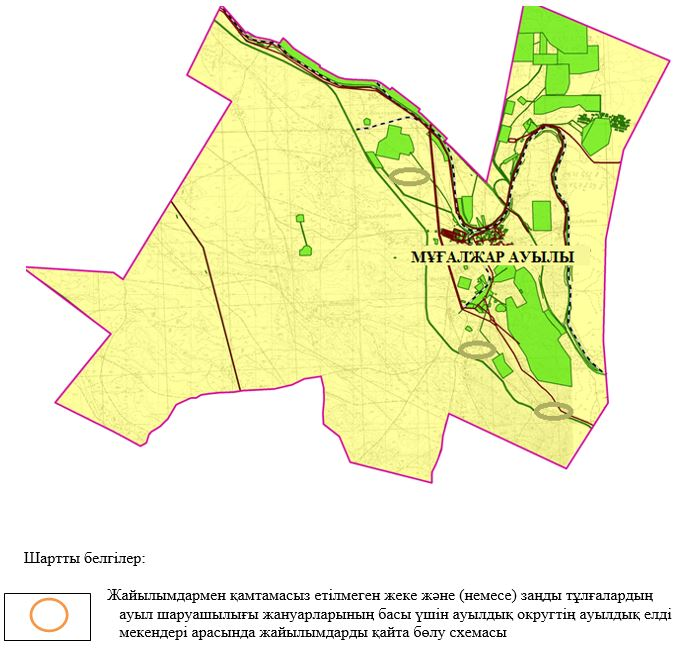 МҰҒАЛЖАР АУЫЛЫ
Шартты белгілер:
Жайылымдармен қамтамасыз етілмеген жеке және (немесе) заңды тұлғалардың
ауыл шаруашылығы жануарларының басы үшін ауылдық округтің ауылдық елді
мекендері арасында жайылымдарды қайта бөлу схемасы